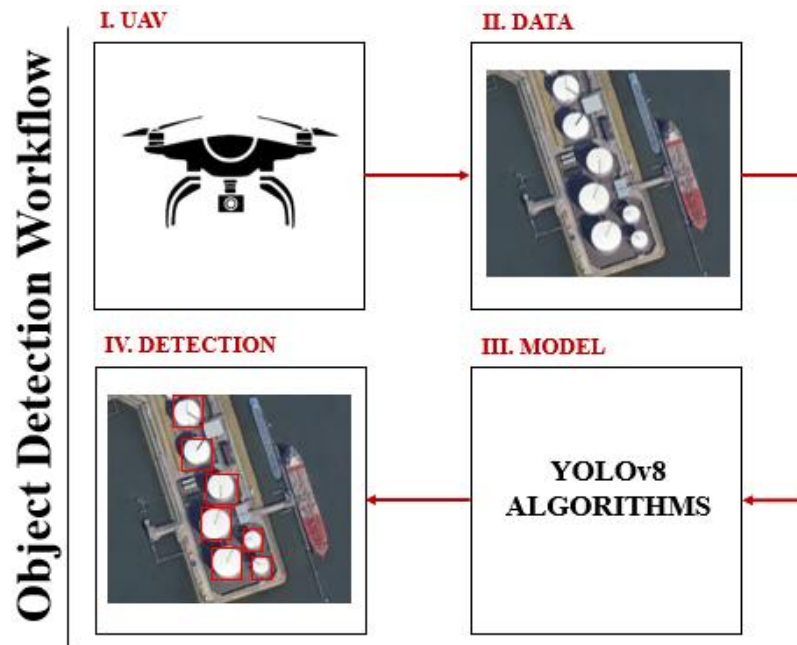 Object Detection Workflow
I. UAV
II. DATA
III. MODEL
YOLOv8
ALGORITHMS
IV. DETECTION